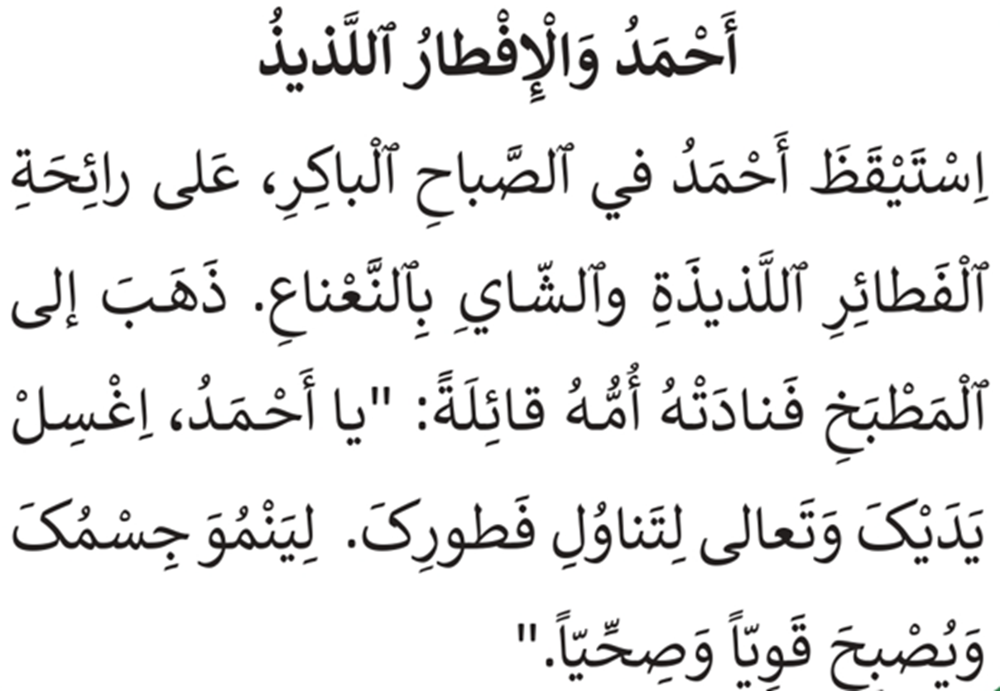 أَحْمَدُ وَالْإِفْطارُ ٱللَّذيذُ
اِسْتَيْقَظَ أَحْمَدُ في ٱلصَّباحِ ٱلْباكِرِ، عَلى رائِحَةِ
ٱلْفَطائِرِ ٱللَّذيذَةِ وٱلشّايِ بِٱلنَّعْناعِ. ذَهَبَ إلى
ٱلْمَطْبَخِ فَنادَتْهُ أُمُّهُ قائِلَةً: "يا أَحْمَدُ، اِغْسِلْ
يَدَيْكَ وَتَعالى لِتَناوُلِ فَطورِكَ. لِيَنْمُوَ جِسْمُكَ
وَيُصْبِحَ قَوِيّاً وَصِحِّيّاً."